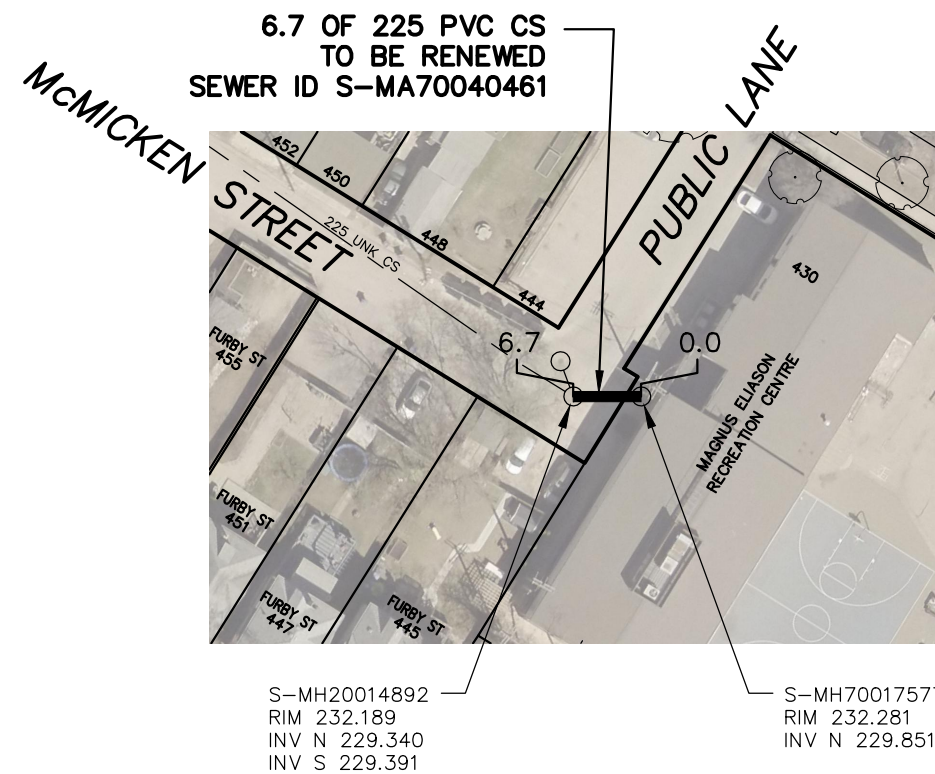 6.7 OF 225 PVC CS
TO BE RENEWED
SEWER ID S-MA70040461
McMICKEN STREET
PUBLIC LANE
452
450
448
444
225 UNK CS
430
6.7
0.0
MAGNUS ELIASON
RECREATION CENTRE
FURBY ST
455
FURBY ST
451
FURBY ST
447
FURBY ST
445
S-MH20014892
RIM 232.189
INV N 229.340
INV S 229.391
S-MH7001757
RIM 232.281
INV N 229.851